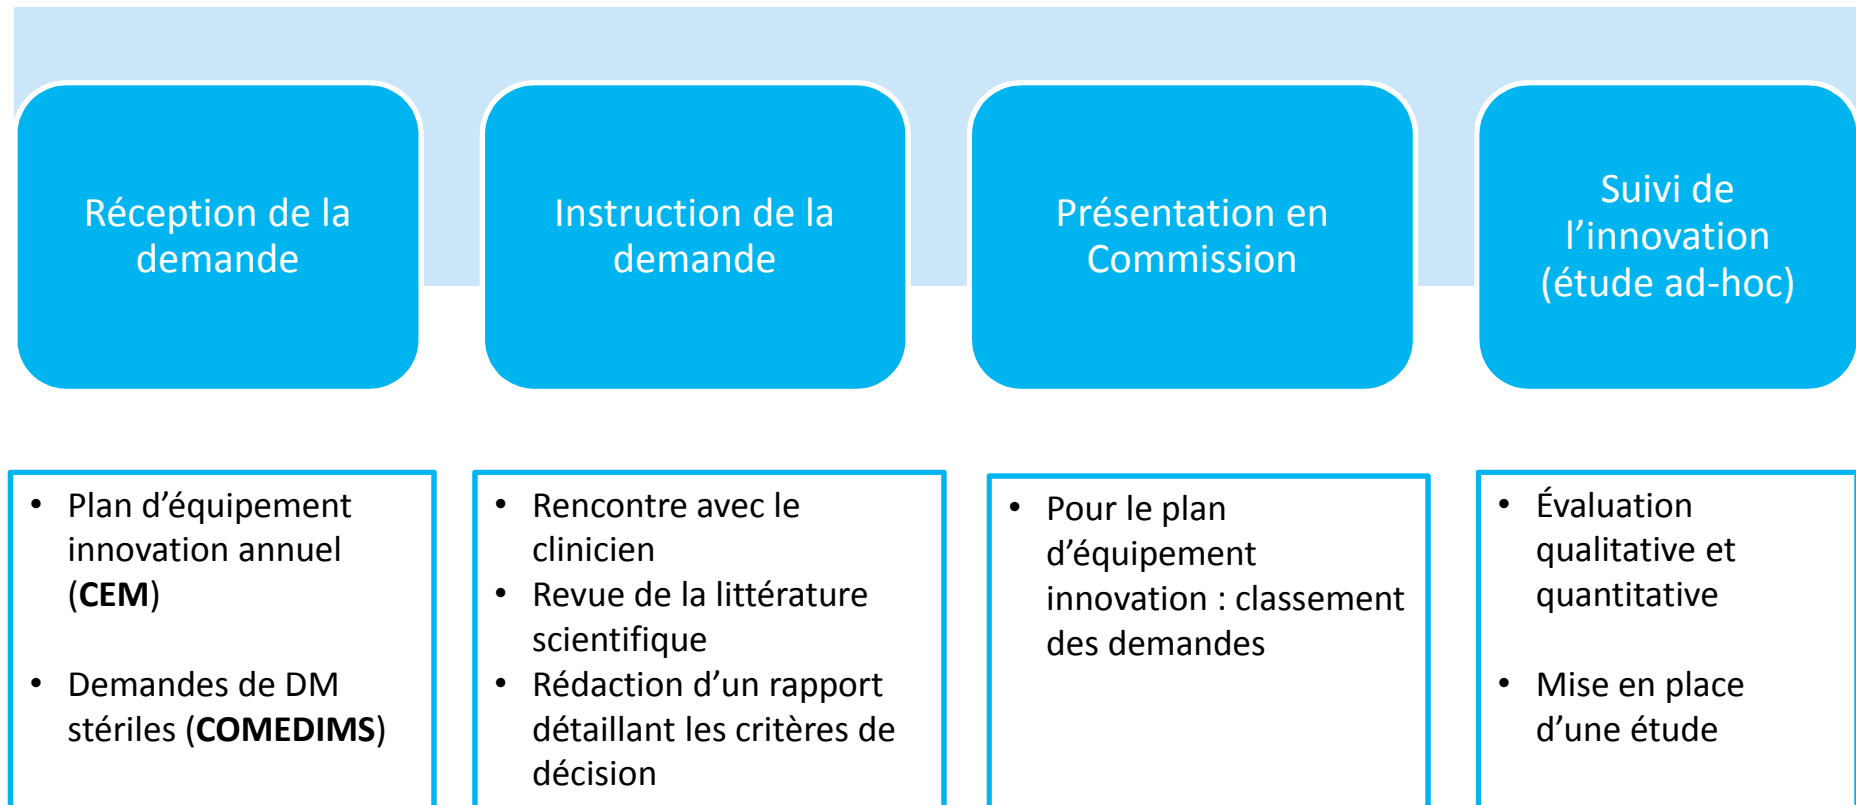 Réception de la
demande
Instruction de la
demande
Présentation en
Commission
Suivi de
l’innovation
(étude ad-hoc)
• Plan d’équipement
innovation annuel
(CEM)
• Demandes de DM
stériles (COMEDIMS)
• Rencontre avec le
clinicien
• Revue de la littérature
scientifique
• Rédaction d’un rapport
détaillant les critères de
décision
• Pour le plan
d’équipement
innovation : classement
des demandes
• Évaluation
qualitative et
quantitative
• Mise en place
d’une étude